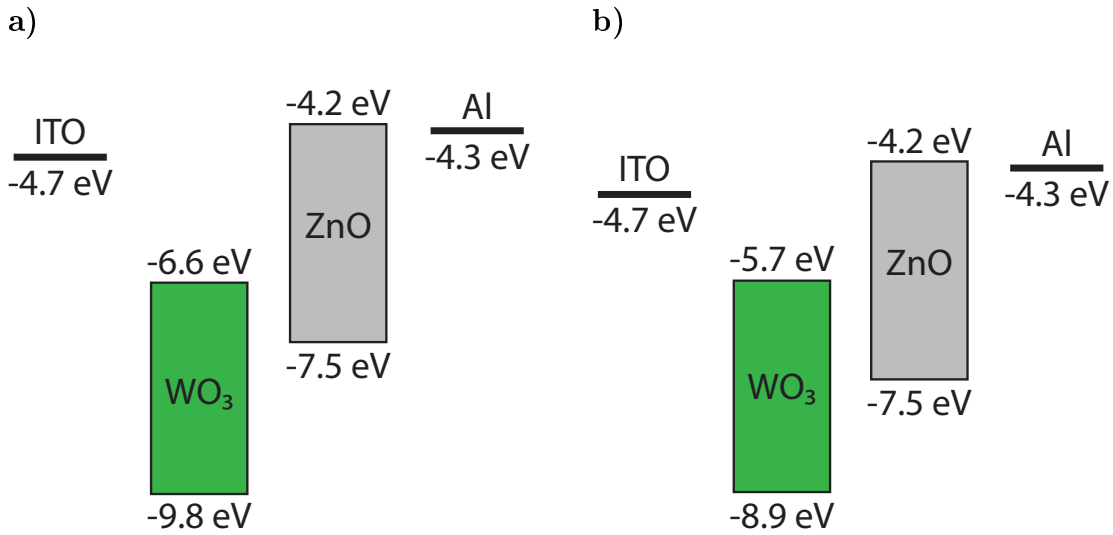 a)
ITO
-4.7 eV
-6.6 eV
WO₃
-9.8 eV
-4.2 eV
ZnO
-7.5 eV
Al
-4.3 eV
b)
ITO
-4.7 eV
-5.7 eV
WO₃
-8.9 eV
-4.2 eV
ZnO
-7.5 eV
Al
-4.3 eV